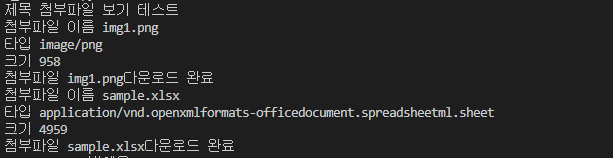 제목 첨부파일 보기 테스트
첨부파일 이름 img1.png
타입 image/png
크기 958
첨부파일 img1.png다운로드 완료
첨부파일 이름 sample.xlsx
타입 application/vnd.openxmlformats-officedocument.spreadsheetml.sheet
크기 4959
첨부파일 sample.xlsx다운로드 완료